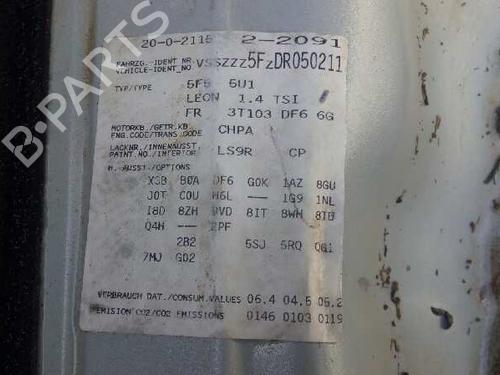 20-0-2115 2-2091
FAHRZG.-IDENT.NR. VSSZZZ5FZDR050211
VEHICLE-IDENT.NO
TYP/TYPE 5F5 5U1
LEON 1.4 TSI
FR 3T103 DF6 6G
MOTORKB./GETR.KB. CHPA
ENG.CODE/TRANS.CODE
LACKNR./INNENAUSST. LS9R CP
PAINT.NO./INTERIOR
M.-AUSST./OPTIONS
X3B B0A DF6 G0K 1AZ 8GU
J0T C0U H6L -- 1G9 1NL
I8D 8ZH 9VD 8IT 8WH
Q4H -- 2PF
2B2 5SJ 5RQ QG1
7MJ G02
VERBRAUCH DAT./CONSUM.VALUES 06.4 04.5 05.2
EMISSION CO2/CO2 EMISSIONS 0146 0103 0119